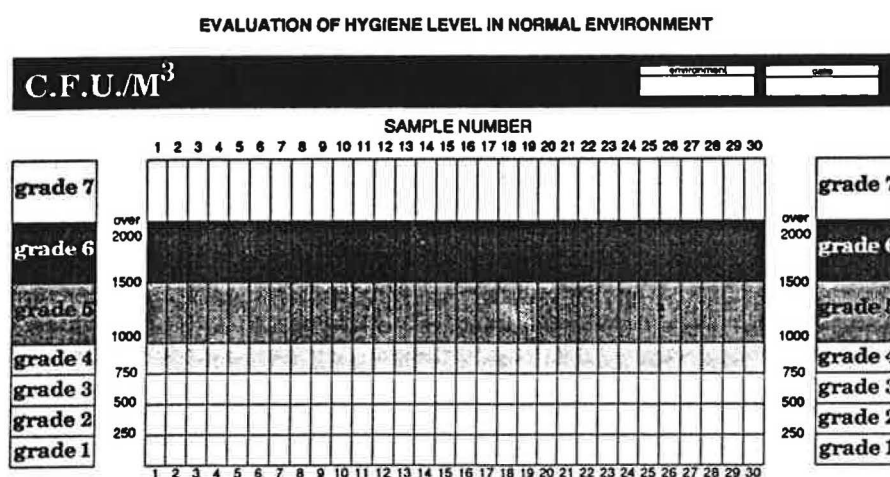 EVALUATION OF HYGIENE LEVEL IN NORMAL ENVIRONMENT
C.F.U./M³
environment
date
SAMPLE NUMBER
1 2 3 4 5 6 7 8 9 10 11 12 13 14 15 16 17 18 19 20 21 22 23 24 25 26 27 28 29 30
grade 7 grade 7
over over
grade 6 2000 2000 grade 6
1500 1500
grade 5 grade
1000 1000
grade 4 grade 4
750 750
grade 3 grade 3
500 500
grade 2 grade 2
250 250
grade 1 grade 1
1 2 3 4 5 6 7 8 9 10 11 12 13 14 15 16 17 18 19 20 21 22 23 24 25 26 27 28 29 30